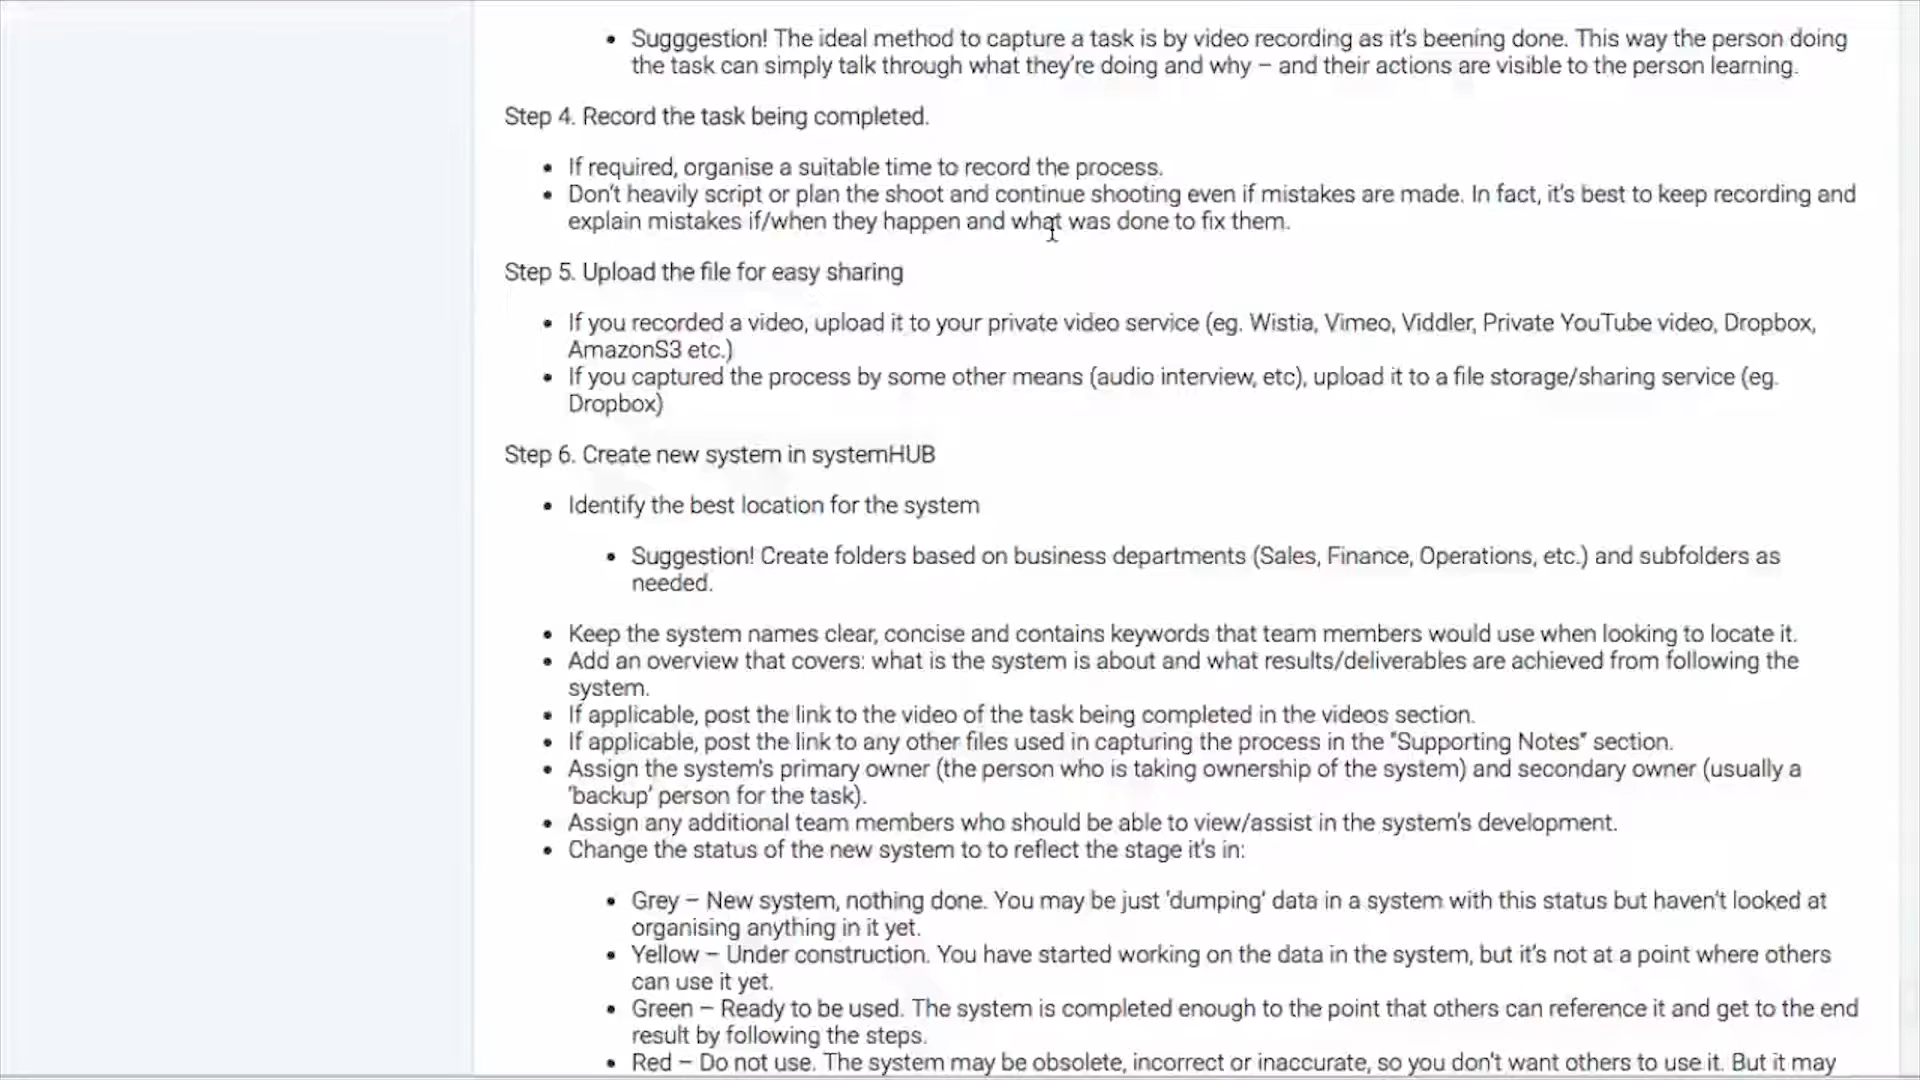 • Sugggestion! The ideal method to capture a task is by video recording as it's beening done. This way the person doing
the task can simply talk through what they're doing and why – and their actions are visible to the person learning.
Step 4. Record the task being completed.
• If required, organise a suitable time to record the process.
• Don't heavily script or plan the shoot and continue shooting even if mistakes are made. In fact, it's best to keep recording and
explain mistakes if/when they happen and what was done to fix them.
Step 5. Upload the file for easy sharing
• If you recorded a video, upload it to your private video service (eg. Wistia, Vimeo, Viddler, Private YouTube video, Dropbox,
AmazonS3 etc.)
• If you captured the process by some other means (audio interview, etc), upload it to a file storage/sharing service (eg.
Dropbox)
Step 6. Create new system in systemHUB
• Identify the best location for the system
• Suggestion! Create folders based on business departments (Sales, Finance, Operations, etc.) and subfolders as
needed.
• Keep the system names clear, concise and contains keywords that team members would use when looking to locate it.
• Add an overview that covers: what is the system is about and what results/deliverables are achieved from following the
system.
• If applicable, post the link to the video of the task being completed in the videos section.
• If applicable, post the link to any other files used in capturing the process in the "Supporting Notes" section.
• Assign the system's primary owner (the person who is taking ownership of the system) and secondary owner (usually a
'backup' person for the task).
• Assign any additional team members who should be able to view/assist in the system's development.
• Change the status of the new system to to reflect the stage it's in:
• Grey – New system, nothing done. You may be just 'dumping' data in a system with this status but haven't looked at
organising anything in it yet.
• Yellow – Under construction. You have started working on the data in the system, but it's not at a point where others
can use it yet.
• Green – Ready to be used. The system is completed enough to the point that others can reference it and get to the end
result by following the steps.
• Red – Do not use. The system may be obsolete, incorrect or inaccurate, so you don't want others to use it. But it may